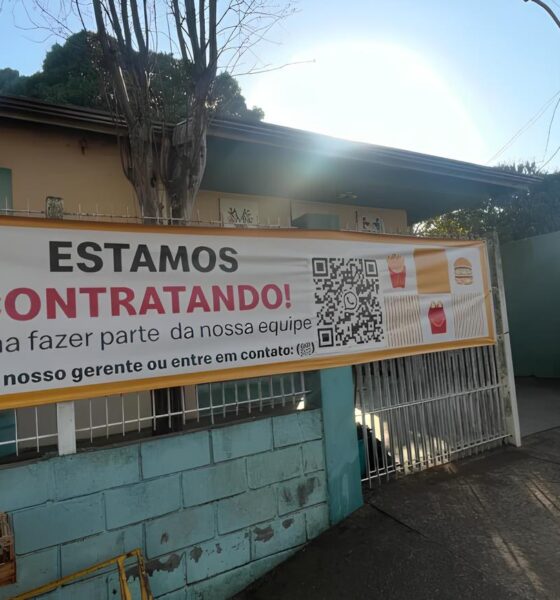 ESTAMOS
CONTRATANDO!
fazer parte da nossa equipe
nosso gerente ou entre em contato: